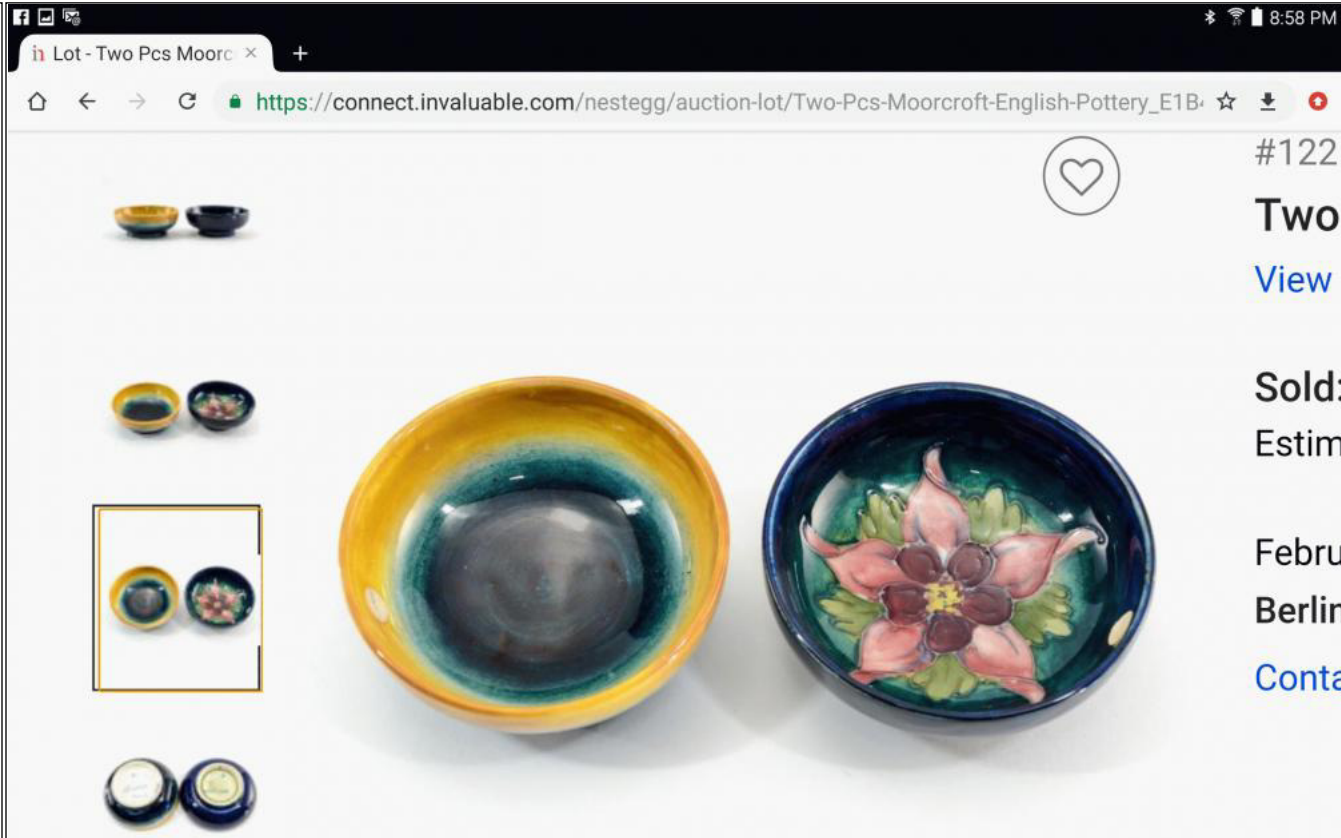 8:58 PM
in Lot - Two Pcs Moorc
https://connect.invaluable.com/nestegg/auction-lot/Two-Pcs-Moorcroft-English-Pottery_E1B
#122
Two
View
Sold:
Estim
Febru
Berlin
Conta